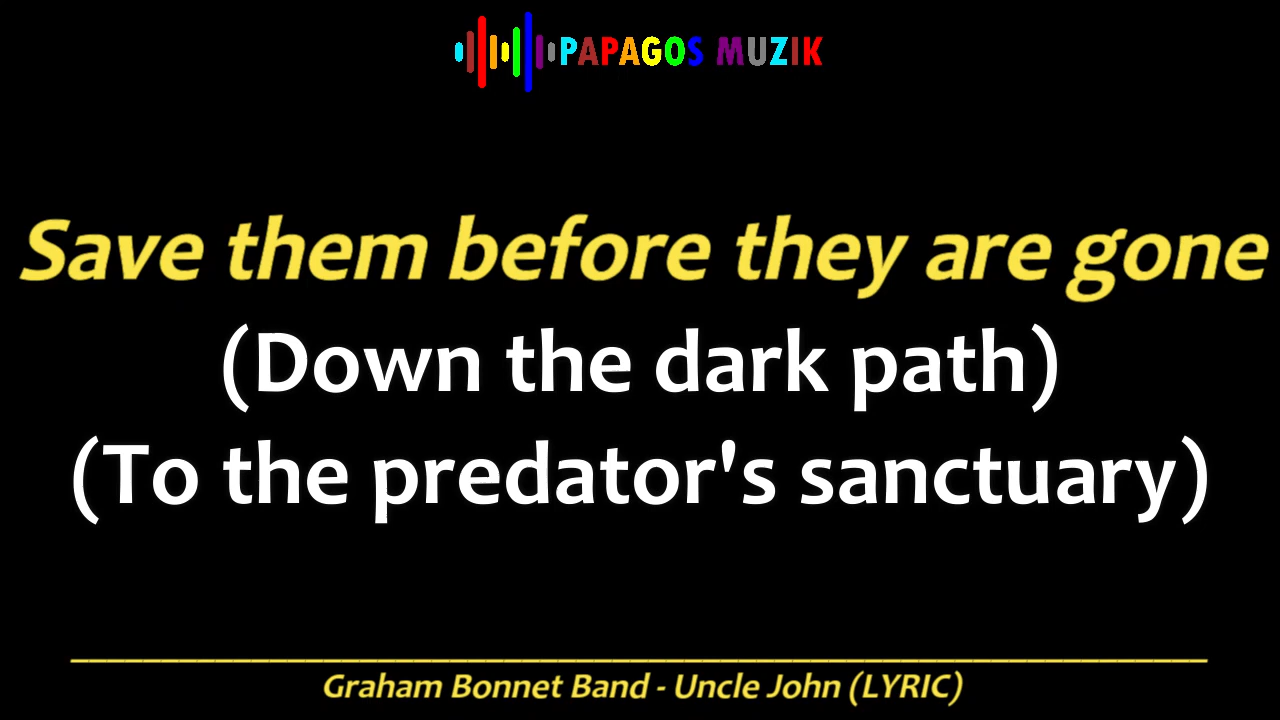 PAPAGOS MUZIK
Save them before they are gone
(Down the dark path)
(To the predator's sanctuary)
Graham Bonnet Band - Uncle John (LYRIC)